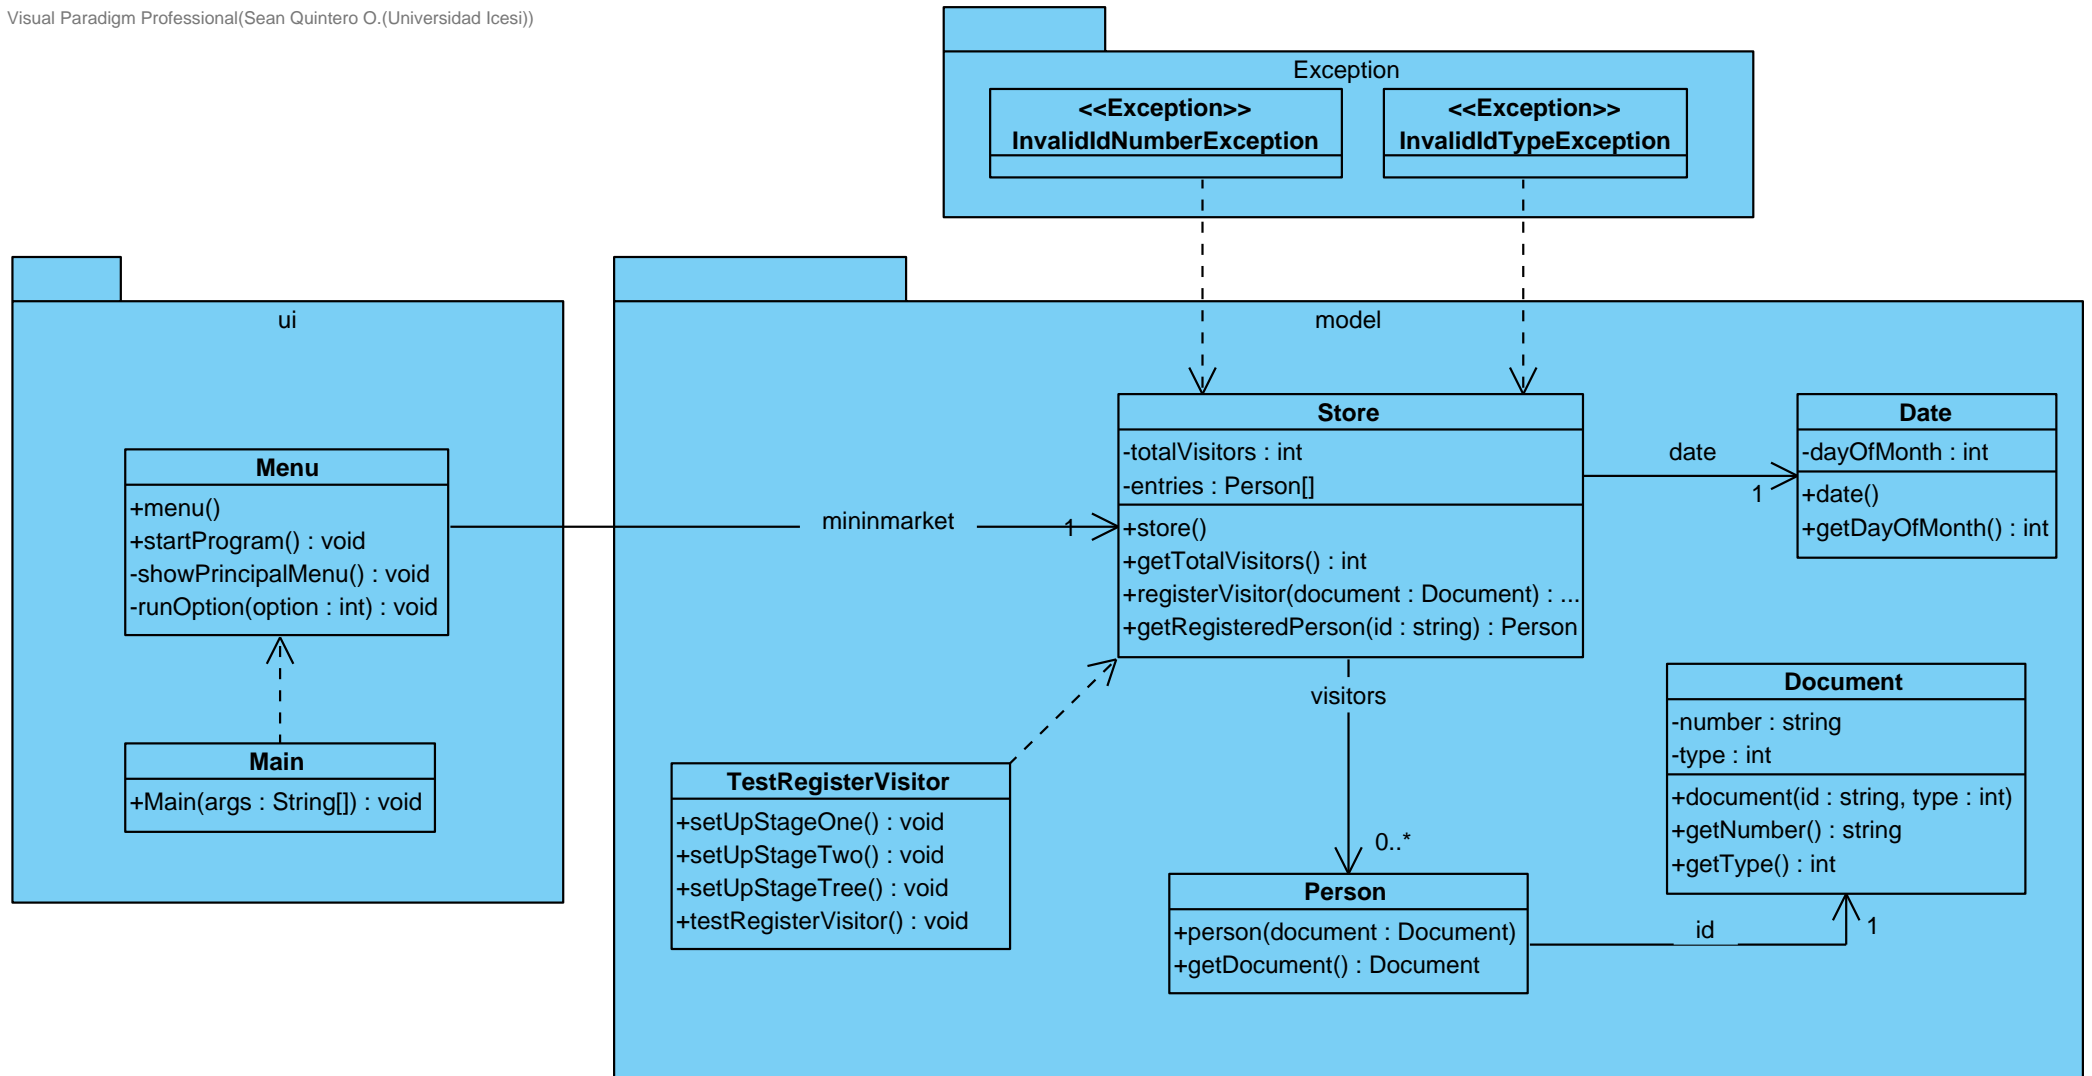 Visual Paradigm Professional(Sean Quintero O.(Universidad Icesi))
Exception
<<Exception>>
InvalidIdNumberException
<<Exception>>
InvalidIdTypeException
ui
Menu
+menu()
+startProgram() : void
-showPrincipalMenu() : void
-runOption(option : int) : void
Main
+Main(args : String[]) : void
mininmarket
1
model
Store
-totalVisitors : int
-entries : Person[]
+store()
+getTotalVisitors() : int
+registerVisitor(document : Document) : ...
+getRegisteredPerson(id : string) : Person
date
1
Date
-dayOfMonth : int
+date()
+getDayOfMonth() : int
visitors
0..*
TestRegisterVisitor
+setUpStageOne() : void
+setUpStageTwo() : void
+setUpStageTree() : void
+testRegisterVisitor() : void
Person
+person(document : Document)
+getDocument() : Document
id
1
Document
-number : string
-type : int
+document(id : string, type : int)
+getNumber() : string
+getType() : int